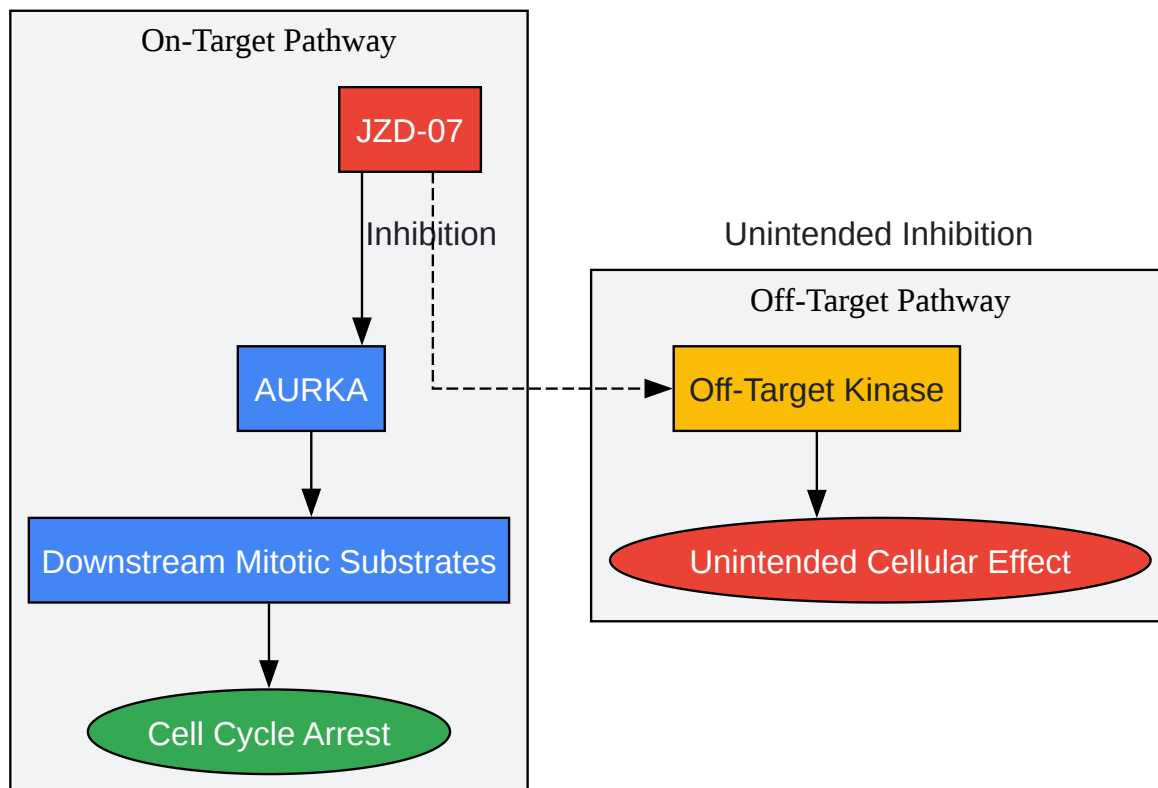 On-Target Pathway
JZD-07
Inhibition
AURKA
Downstream Mitotic Substrates
Cell Cycle Arrest
Unintended Inhibition
Off-Target Pathway
Off-Target Kinase
Unintended Cellular Effect